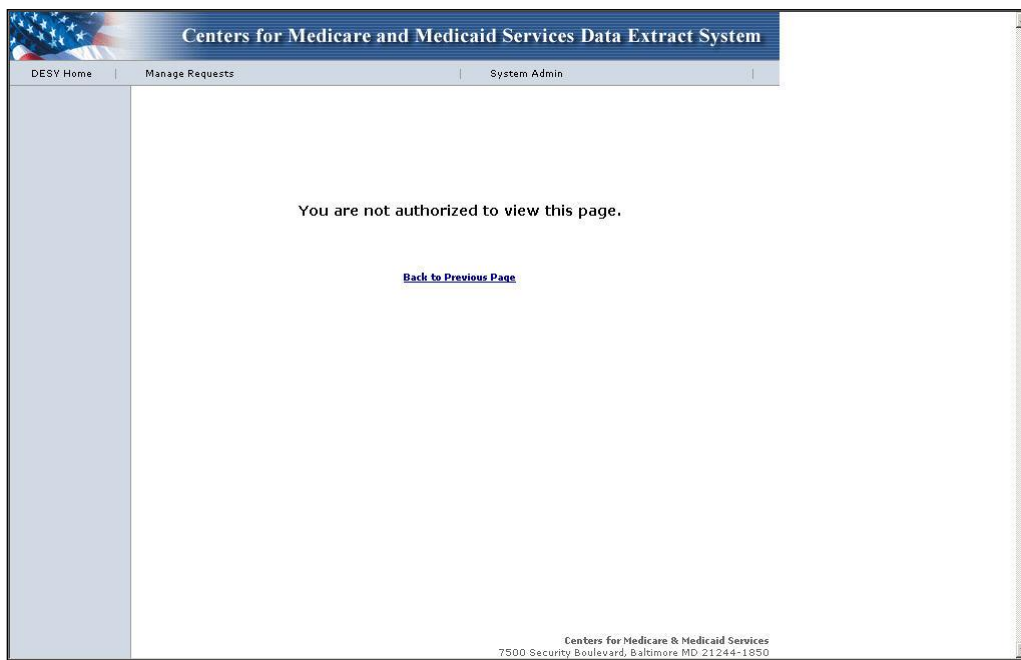 Centers for Medicare and Medicaid Services Data Extract System
DESY Home | Manage Requests | System Admin |
You are not authorized to view this page.
Back to Previous Page
Centers for Medicare & Medicaid Services
7500 Security Boulevard, Baltimore MD 21244-1850